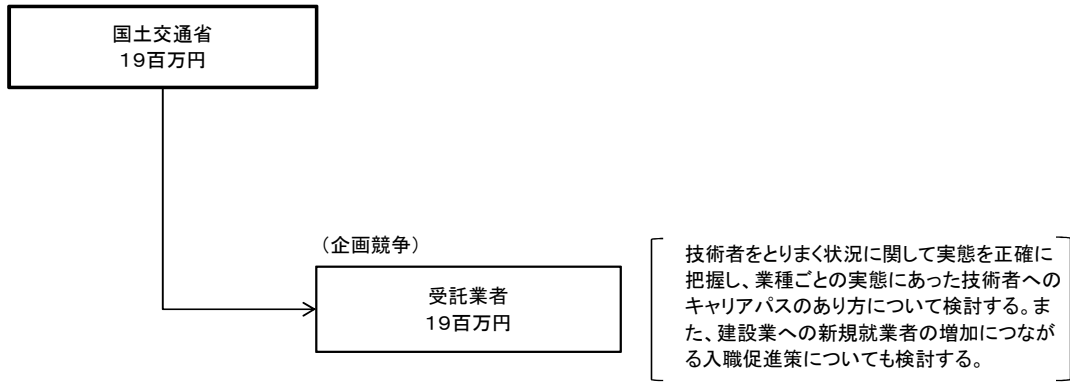 国土交通省
19百万円
（企画競争）
受託業者
19百万円
技術者をとりまく状況に関して実態を正確に
把握し、業種ごとの実態にあった技術者への
キャリアパスのあり方について検討する。ま
た、建設業への新規就業者の増加につなが
る入職促進策についても検討する。